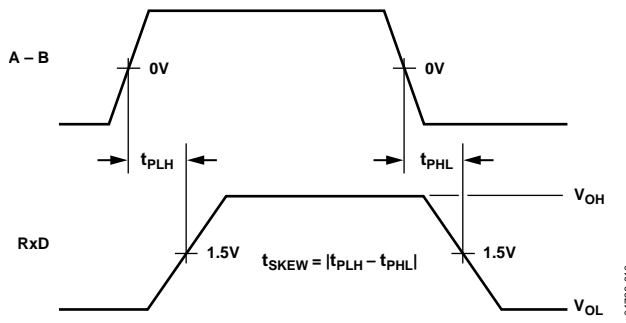 A – B
0V
0V
tPLH
tPHL
VOH
RxD
1.5V
tSKEW = |tPLH – tPHL|
1.5V
VOL